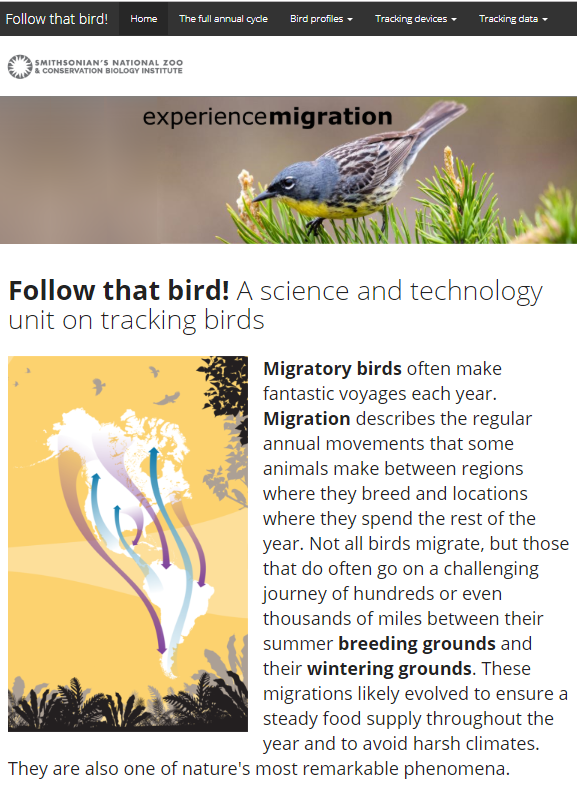 Follow that bird! Home The full annual cycle Bird profiles Tracking devices Tracking data
SMITHSONIAN'S NATIONAL ZOO
& CONSERVATION BIOLOGY INSTITUTE
experiencemigration
Follow that bird! A science and technology
unit on tracking birds
Migratory birds often make
fantastic voyages each year.
Migration describes the regular
annual movements that some
animals make between regions
where they breed and locations
where they spend the rest of the
year. Not all birds migrate, but those
that do often go on a challenging
journey of hundreds or even
thousands of miles between their
summer breeding grounds and
their wintering grounds. These
migrations likely evolved to ensure a
steady food supply throughout the
year and to avoid harsh climates.
They are also one of nature's most remarkable phenomena.